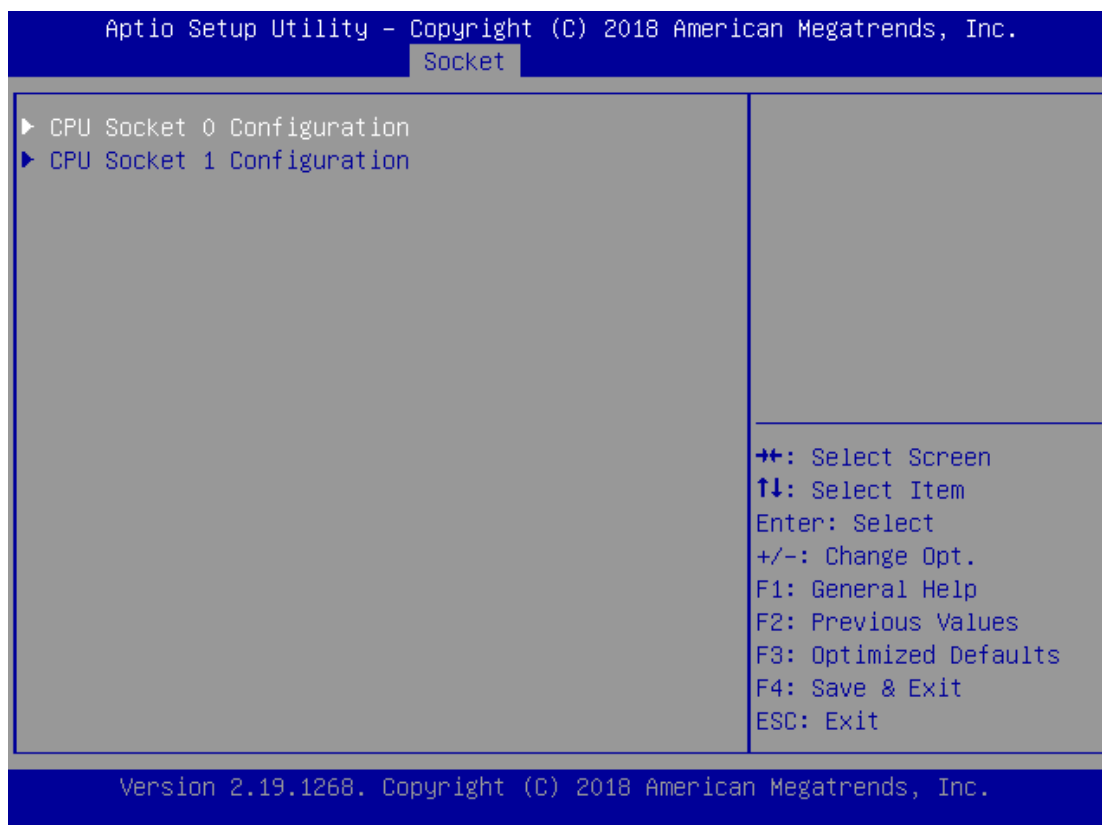 Aptio Setup Utility – Copyright (C) 2018 American Megatrends, Inc.
Socket
▶ CPU Socket 0 Configuration
▶ CPU Socket 1 Configuration
→←: Select Screen
↑↓: Select Item
Enter: Select
+/-: Change Opt.
F1: General Help
F2: Previous Values
F3: Optimized Defaults
F4: Save & Exit
ESC: Exit
Version 2.19.1268. Copyright (C) 2018 American Megatrends, Inc.